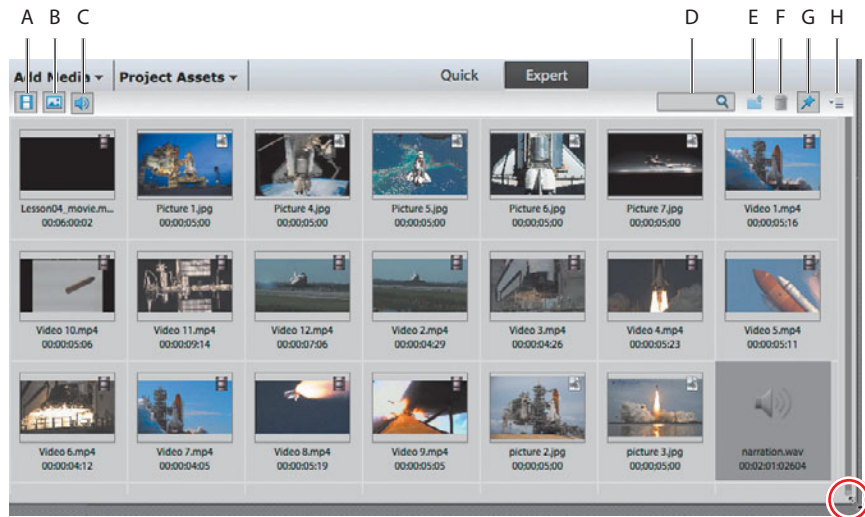 A B C D E F G H
Add Media Project Assets Quick Expert
Lesson04_movie.m... Picture 1.jpg Picture 4.jpg Picture 5.jpg Picture 6.jpg Picture 7.jpg Video 1.mp4
00:06:00:02 00:00:05:00 00:00:05:00 00:00:05:00 00:00:05:00 00:00:05:00 00:00:05:16
Video 10.mp4 Video 11.mp4 Video 12.mp4 Video 2.mp4 Video 3.mp4 Video 4.mp4 Video 5.mp4
00:00:05:06 00:00:09:14 00:00:07:06 00:00:04:29 00:00:04:26 00:00:05:23 00:00:05:11
Video 6.mp4 Video 7.mp4 Video 8.mp4 Video 9.mp4 picture 2.jpg picture 3.jpg narration.wav
00:00:04:12 00:00:04:05 00:00:05:19 00:00:05:05 00:00:05:00 00:00:05:00 00:02:01:02604